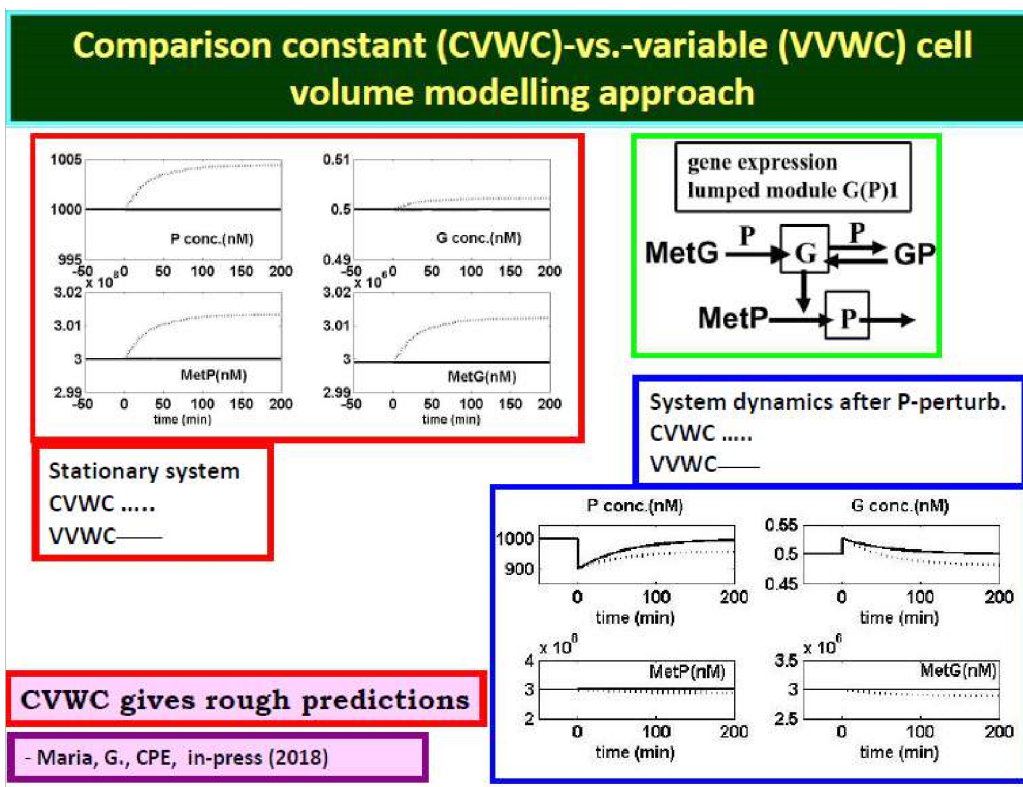 Comparison constant (CVWC)-vs.-variable (VVWC) cell
volume modelling approach
1005
1000
995
P conc.(nM)
-50 0 50 100 150 200
0.51
0.5
0.49
G conc.(nM)
-50 0 50 100 150 200
x 10^8
3.02
3.01
3
2.99
MetP(nM)
-50 0 50 100 150 200
time (min)
x 10^6
3.02
3.01
3
2.99
MetG(nM)
-50 0 50 100 150 200
time (min)
gene expression
lumped module G(P)1
MetG P G P GP
MetP P
Stationary system
CVWC .....
VVWC——
System dynamics after P-perturb.
CVWC .....
VVWC——
P conc.(nM)
1000
900
0 100 200
time (min)
G conc.(nM)
0.55
0.5
0.45
0 100 200
time (min)
x 10^8
4
3
2
MetP(nM)
0 100 200
time (min)
x 10^6
3.5
3
2.5
MetG(nM)
0 100 200
time (min)
CVWC gives rough predictions
- Maria, G., CPE, in-press (2018)